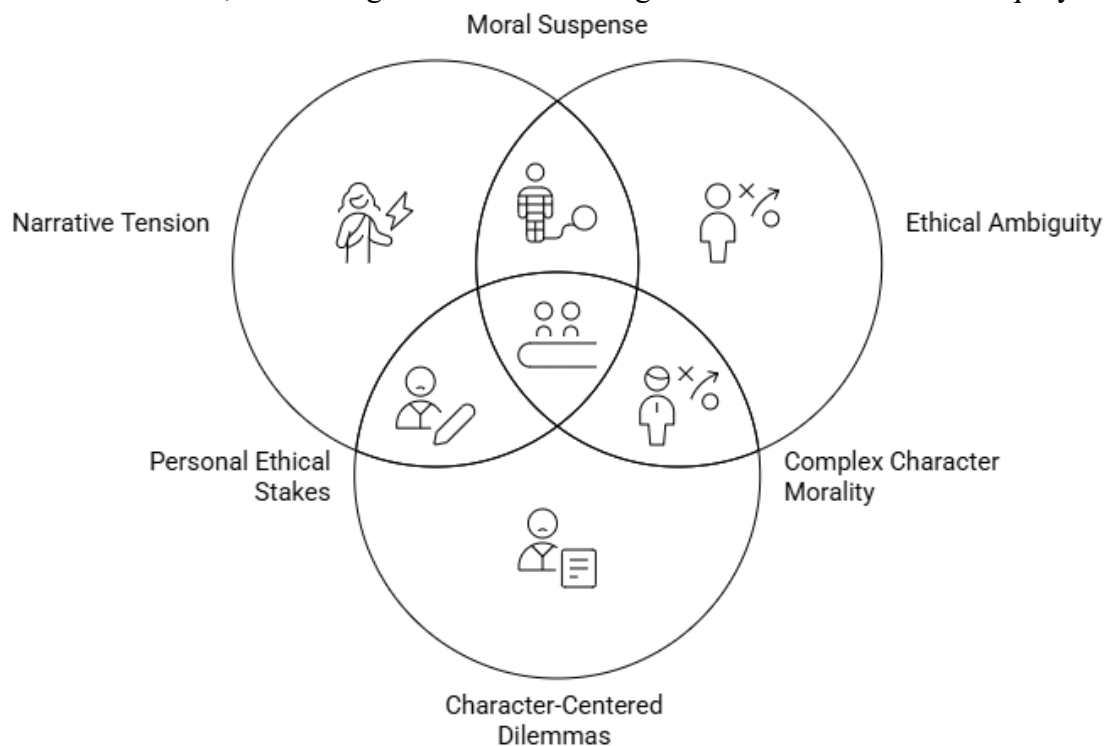 Moral Suspense
Narrative Tension
Ethical Ambiguity
Personal Ethical
Stakes
Complex Character
Morality
Character-Centered
Dilemmas